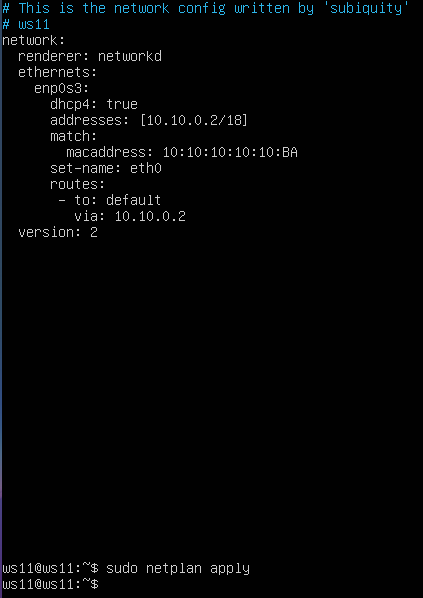 # This is the network config written by 'subiquity'
# ws11
network:
  renderer: networkd
  ethernets:
    enp0s3:
      dhcp4: true
      addresses: [10.10.0.2/18]
      match:
        macaddress: 10:10:10:10:10:BA
      set-name: eth0
      routes:
       - to: default
         via: 10.10.0.2
  version: 2
ws11@ws11:~$ sudo netplan apply
ws11@ws11:~$